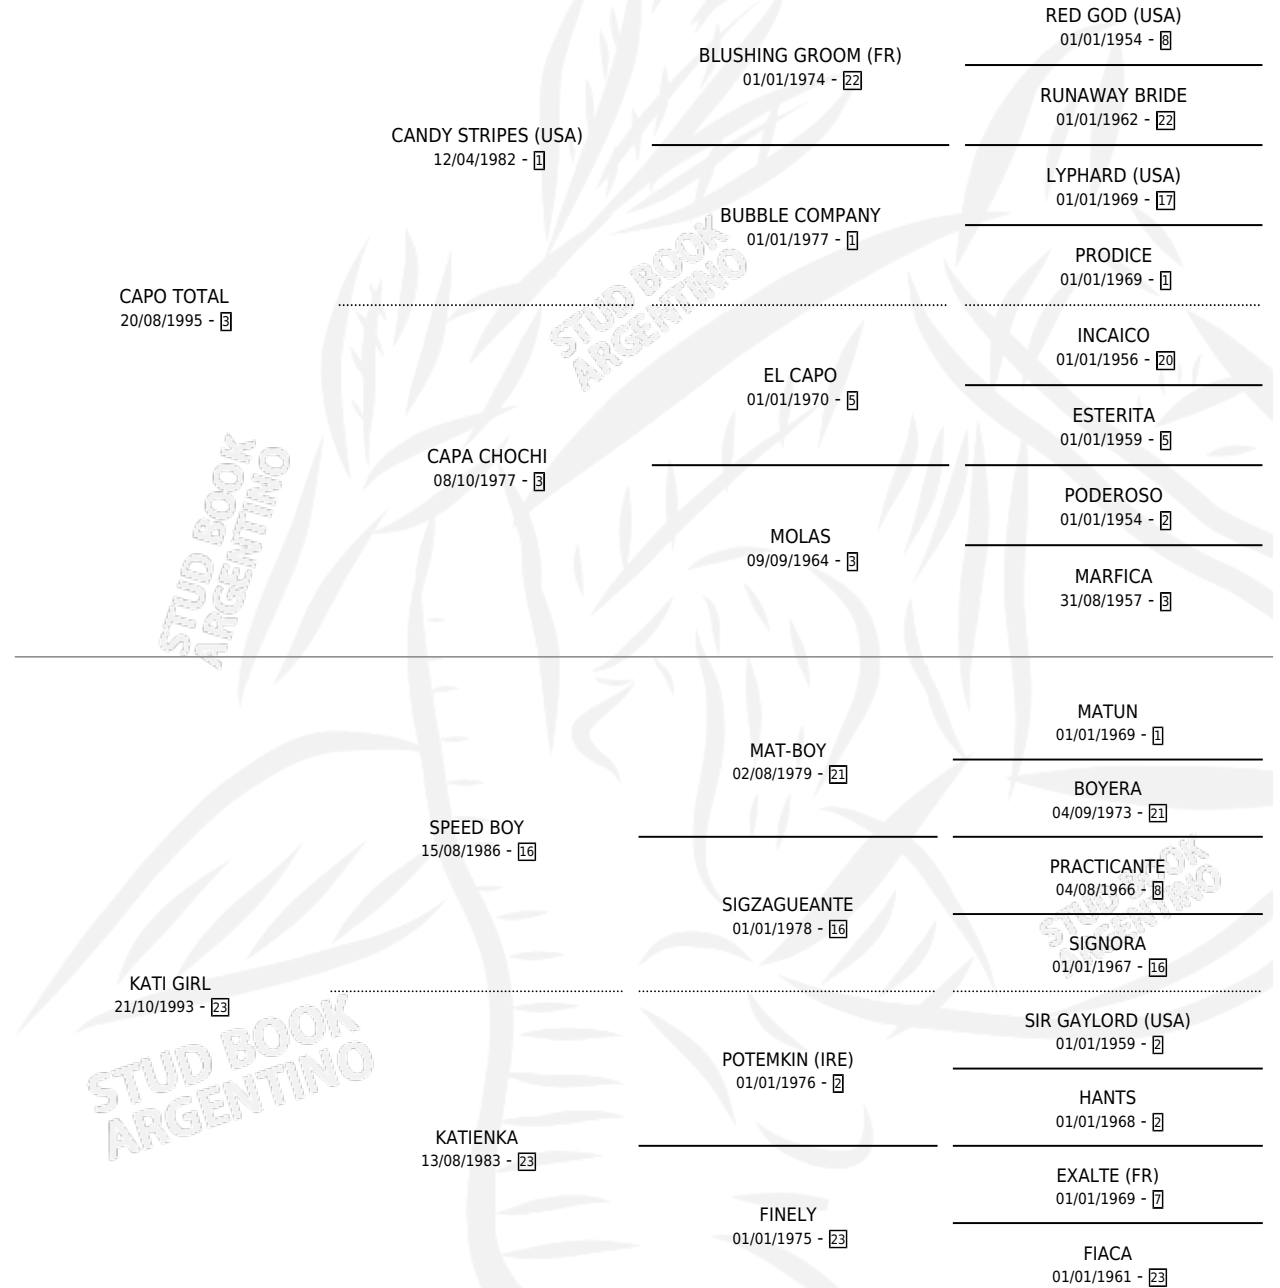 RED GOD (USA)
01/01/1954 - 8
BLUSHING GROOM (FR)
01/01/1974 - 22
RUNAWAY BRIDE
01/01/1962 - 22
CANDY STRIPES (USA)
12/04/1982 - 1
LYPHARD (USA)
01/01/1969 - 17
BUBBLE COMPANY
01/01/1977 - 1
PRODICE
01/01/1969 - 1
CAPO TOTAL
20/08/1995 - 3
STUD BOOK
ARGENTINO
INCAICO
01/01/1956 - 20
EL CAPO
01/01/1970 - 5
ESTERITA
01/01/1959 - 5
CAPA CHOCHI
08/10/1977 - 3
PODEROSO
01/01/1954 - 2
MOLAS
09/09/1964 - 3
MARFICA
31/08/1957 - 3
STUD BOOK
ARGENTINO
MATUN
01/01/1969 - 1
MAT-BOY
02/08/1979 - 21
BOYERA
04/09/1973 - 21
SPEED BOY
15/08/1986 - 16
PRACTICANTE
04/08/1966 - 8
STUD BOOK
ARGENTINO
SIGZAGUEANTE
01/01/1978 - 16
SIGNORA
01/01/1967 - 16
KATI GIRL
21/10/1993 - 23
SIR GAYLORD (USA)
01/01/1959 - 2
STUD BOOK
ARGENTINO
POTEMKIN (IRE)
01/01/1976 - 2
HANTS
01/01/1968 - 2
KATIENKA
13/08/1983 - 23
EXALTE (FR)
01/01/1969 - 7
FINELY
01/01/1975 - 23
FIACA
01/01/1961 - 23